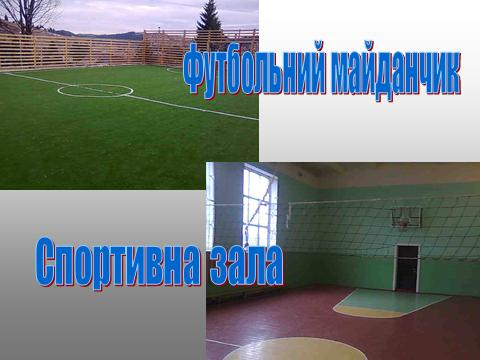 Футбольний майданчик
Спортивна зала